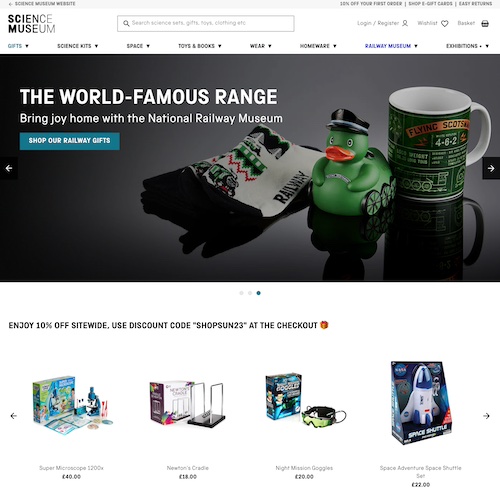 SCIENCE MUSEUM WEBSITE
10% OFF YOUR FIRST ORDER | SHOP E-GIFT CARDS | EASY RETURNS
SCIENCE
MUSEUM
Search science sets, gifts, toys, clothing etc.
Login / Register
Wishlist
Basket
GIFTS ▼
SCIENCE KITS ▼
SPACE ▼
TOYS & BOOKS ▼
WEAR ▼
HOMEWARE ▼
RAILWAY MUSEUM ▼
EXHIBITIONS + ▼
THE WORLD-FAMOUS RANGE
Bring joy home with the National Railway Museum
SHOP OUR RAILWAY GIFTS
RAILWAY
FLYING SCOTSMAN
4-6-2
ENJOY 10% OFF SITEWIDE, USE DISCOUNT CODE "SHOPSUN23" AT THE CHECKOUT
NEWTON'S
CRADLE
NASA
SPACE SHUTTLE
Super Microscope 1200x
£40.00
Newton's Cradle
£18.00
Night Mission Goggles
£20.00
Space Adventure Space Shuttle
Set
£22.00